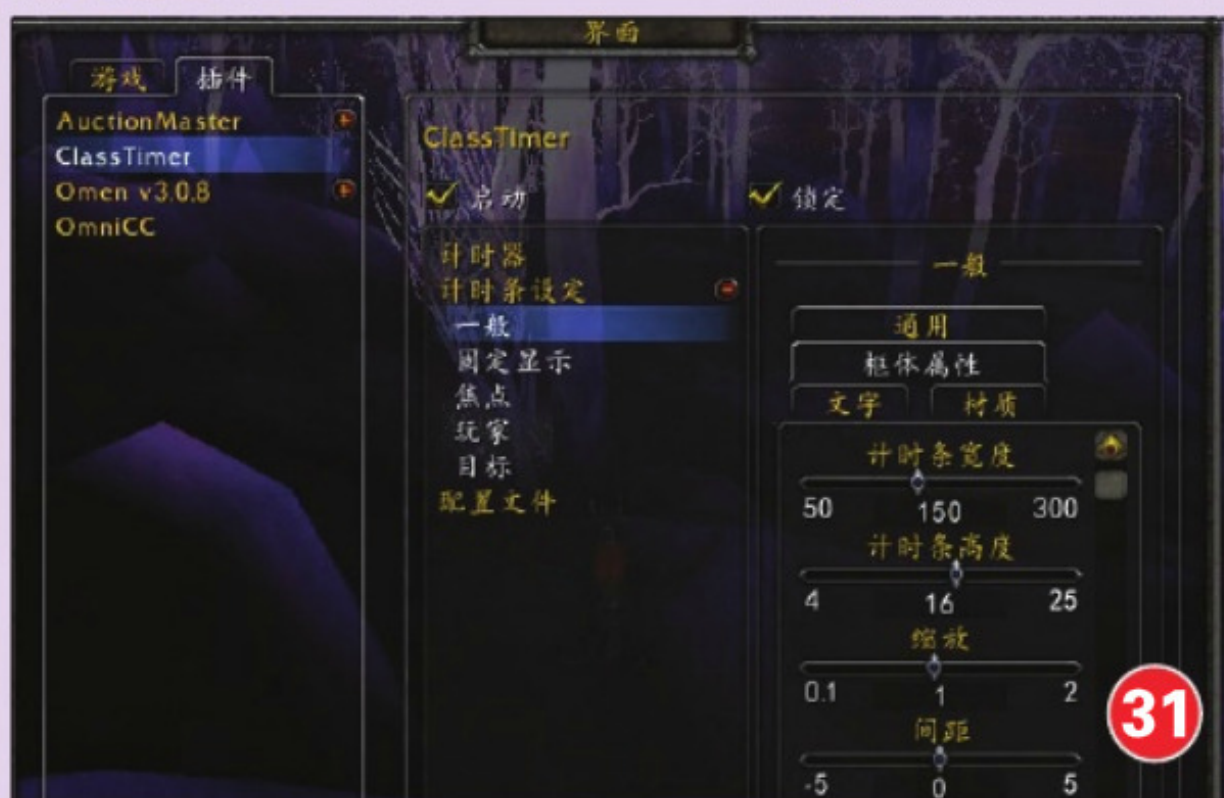 界面
游戏 插件
AuctionMaster
ClassTimer
Omen v3.0.8
OmniCC
ClassTimer
启动 锁定
计时器
计时条设定
一般
固定显示
焦点
玩家
目标
配置文件
一般
通用
框体属性
文字 材质
计时条宽度
50 150 300
计时条高度
4 16 25
缩放
0.1 1 2
间距
-5 0 5
31